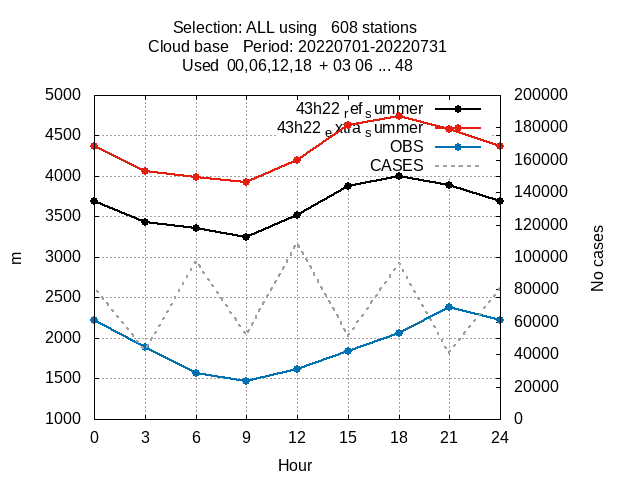 Selection: ALL using   608 stations
Cloud base   Period: 20220701-20220731
Used  00,06,12,18  + 03 06 ... 48
43h22_ref_summer
43h22_extra_summer
OBS
CASES
5000
4500
4000
3500
3000
2500
2000
1500
1000
m
200000
180000
160000
140000
120000
100000
80000
60000
40000
20000
0
No cases
0 3 6 9 12 15 18 21 24
Hour